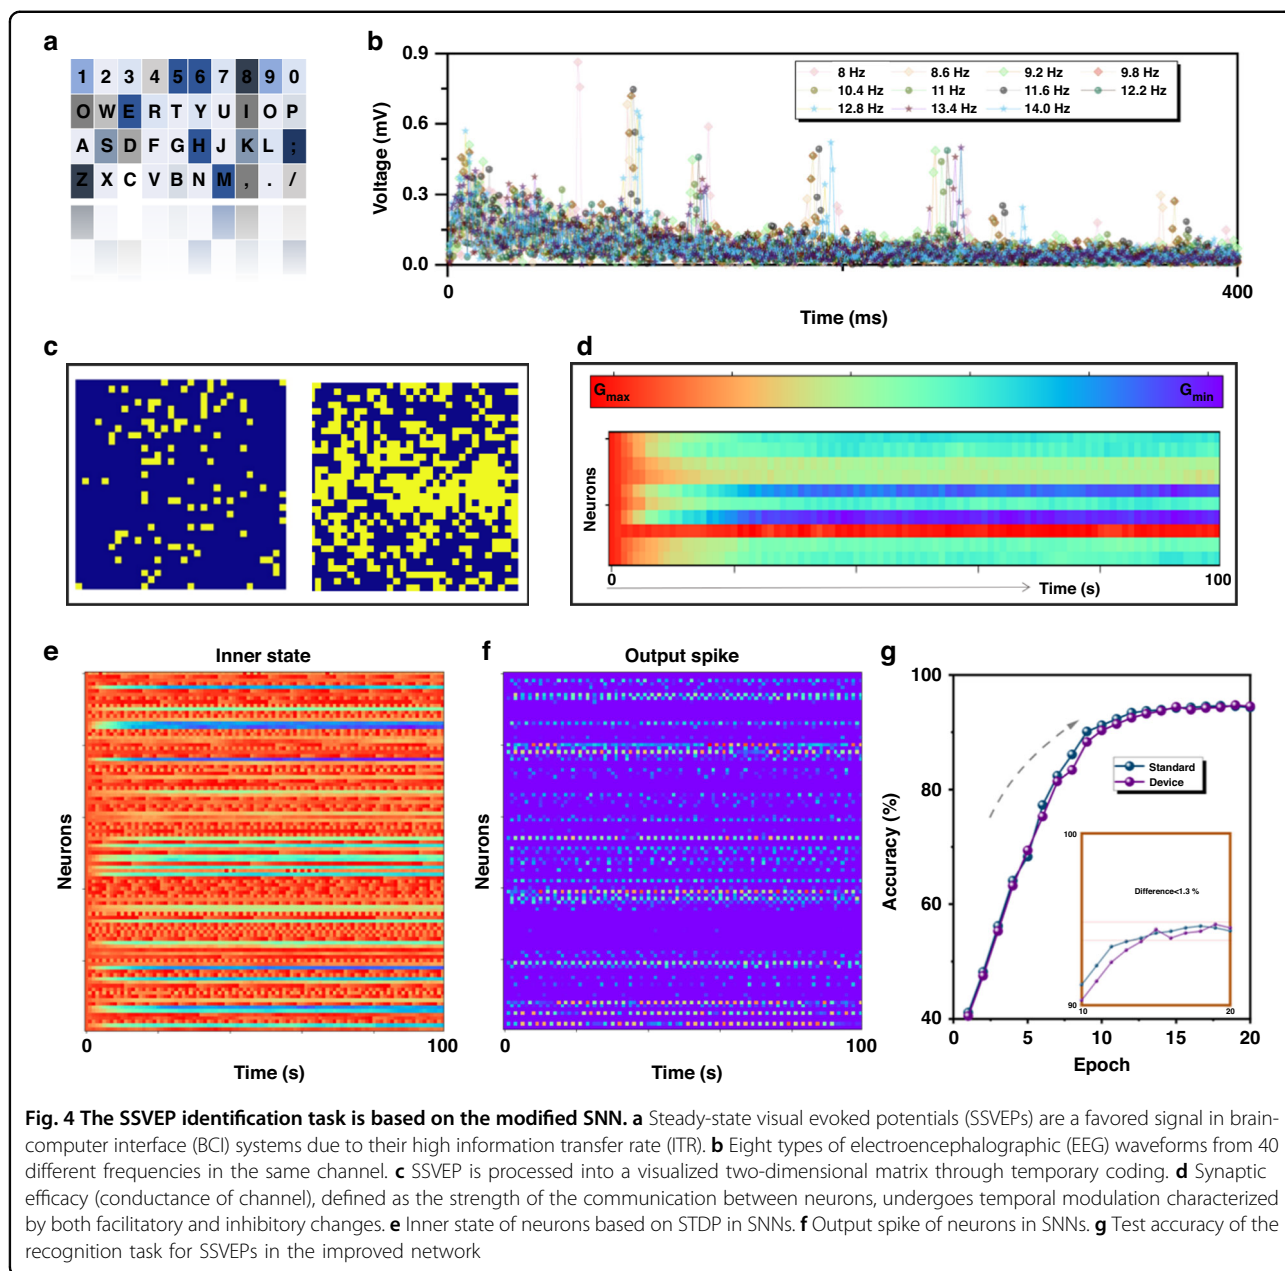 a
1 2 3 4 5 6 7 8 9 0
O W E R T Y U I O P
A S D F G H J K L ;
Z X C V B N M , . /
b
0.9
0.6
0.3
0.0
Voltage (mV)
8 Hz 8.6 Hz 9.2 Hz 9.8 Hz
10.4 Hz 11 Hz 11.6 Hz 12.2 Hz
12.8 Hz 13.4 Hz 14.0 Hz
0 400
Time (ms)
c
d
Gmax Gmin
Neurons
0 100
Time (s)
e
Inner state
Neurons
0 100
Time (s)
f
Output spike
Neurons
0 100
Time (s)
g
100
80
60
40
Accuracy (%)
Standard
Device
100
Difference<1.3 %
90
10 20
0 5 10 15 20
Epoch
Fig. 4 The SSVEP identification task is based on the modified SNN. a Steady-state visual evoked potentials (SSVEPs) are a favored signal in brain-
computer interface (BCI) systems due to their high information transfer rate (ITR). b Eight types of electroencephalographic (EEG) waveforms from 40
different frequencies in the same channel. c SSVEP is processed into a visualized two-dimensional matrix through temporary coding. d Synaptic
efficacy (conductance of channel), defined as the strength of the communication between neurons, undergoes temporal modulation characterized
by both facilitatory and inhibitory changes. e Inner state of neurons based on STDP in SNNs. f Output spike of neurons in SNNs. g Test accuracy of the
recognition task for SSVEPs in the improved network